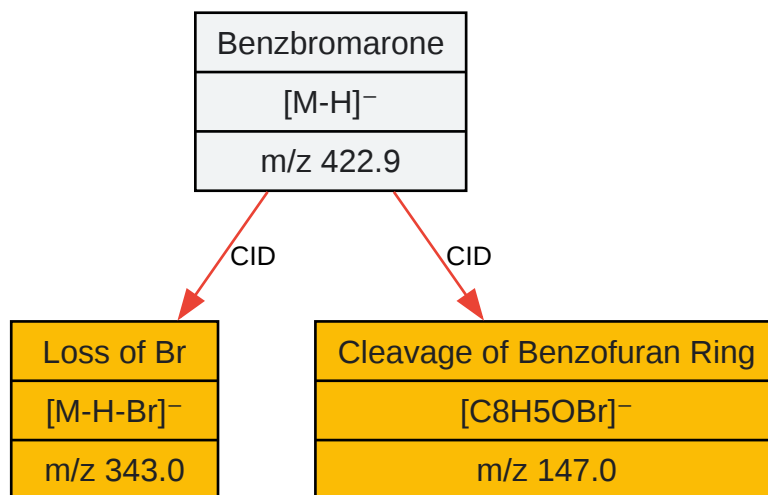 Benzbromarone
[M-H]⁻
m/z 422.9
CID
CID
Loss of Br
[M-H-Br]⁻
m/z 343.0
Cleavage of Benzofuran Ring
[C8H5OBr]⁻
m/z 147.0